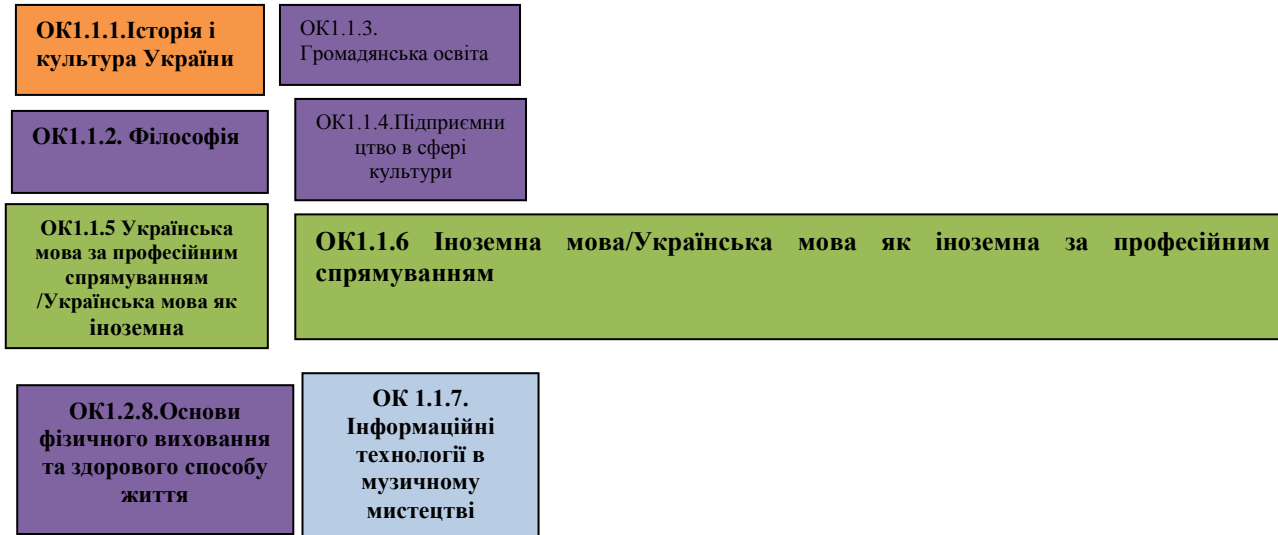 ОК1.1.1.Історія і
культура України
ОК1.1.3.
Громадянська освіта
ОК1.1.2. Філософія
ОК1.1.4.Підприємни
цтво в сфері
культури
ОК1.1.5 Українська
мова за професійним
спрямуванням
/Українська мова як
іноземна
ОК1.1.6 Іноземна мова/Українська мова як іноземна за професійним
спрямуванням
ОК1.2.8.Основи
фізичного виховання
та здорового способу
життя
ОК 1.1.7.
Інформаційні
технології в
музичному
мистецтві